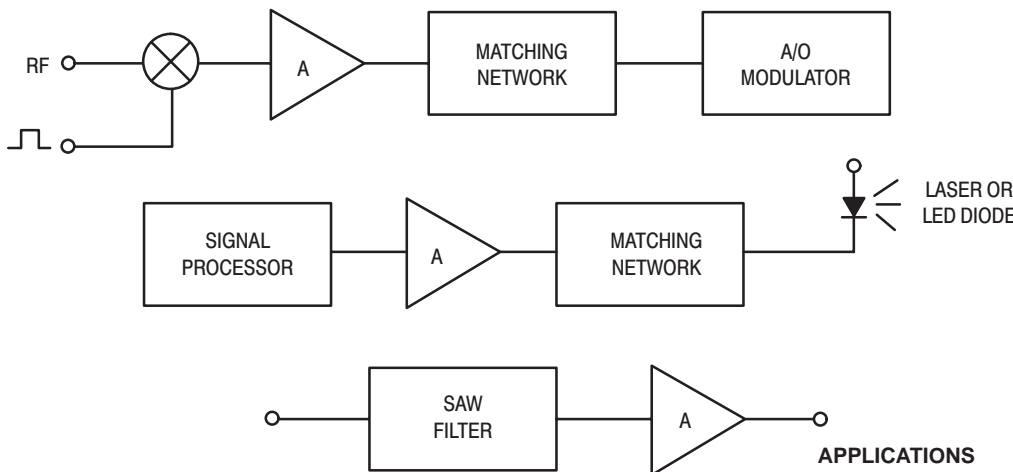 RF
A
MATCHING
NETWORK
A/O
MODULATOR
SIGNAL
PROCESSOR
A
MATCHING
NETWORK
LASER OR
LED DIODE
SAW
FILTER
A
APPLICATIONS